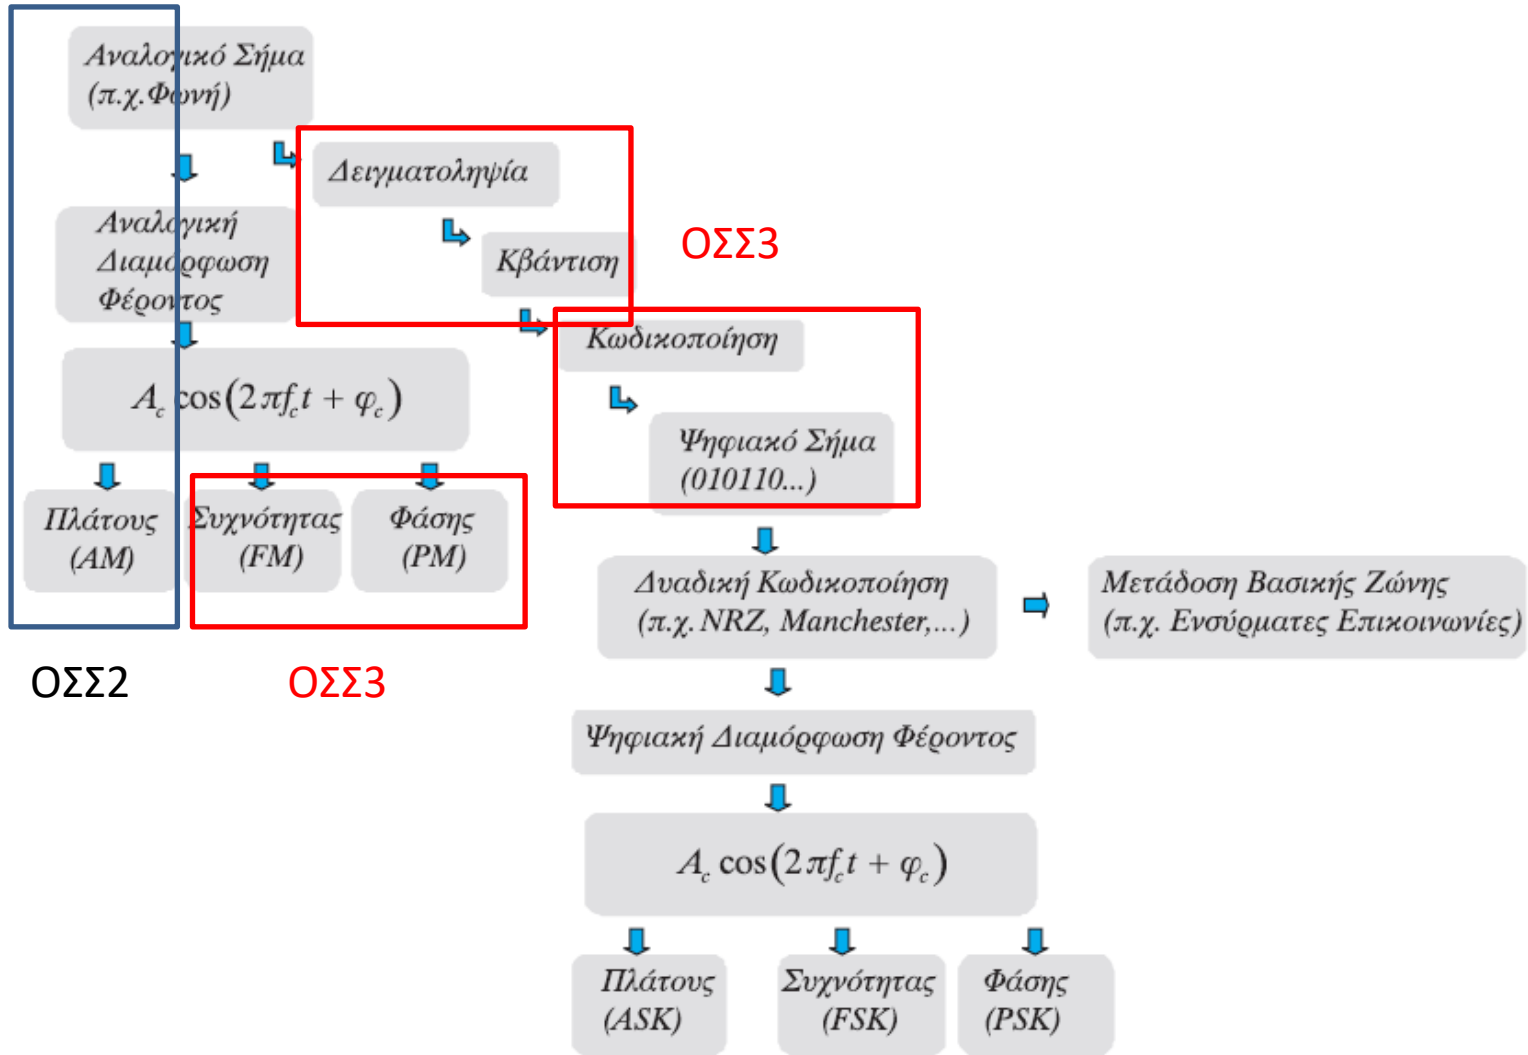 Αναλογικό Σήμα
(π.χ.Φωνή)
Δειγματοληψία
Αναλογική
Διαμόρφωση
Φέροντος
Κβάντιση
ΟΣΣ3
Κωδικοποίηση
A_c cos(2πf_c t + φ_c)
Ψηφιακό Σήμα
(010110...)
Πλάτους
(AM)
Συχνότητας
(FM)
Φάσης
(PM)
Δυαδική Κωδικοποίηση
(π.χ. NRZ, Manchester,...)
Μετάδοση Βασικής Ζώνης
(π.χ. Ενσύρματες Επικοινωνίες)
ΟΣΣ2
ΟΣΣ3
Ψηφιακή Διαμόρφωση Φέροντος
A_c cos(2πf_c t + φ_c)
Πλάτους
(ASK)
Συχνότητας
(FSK)
Φάσης
(PSK)